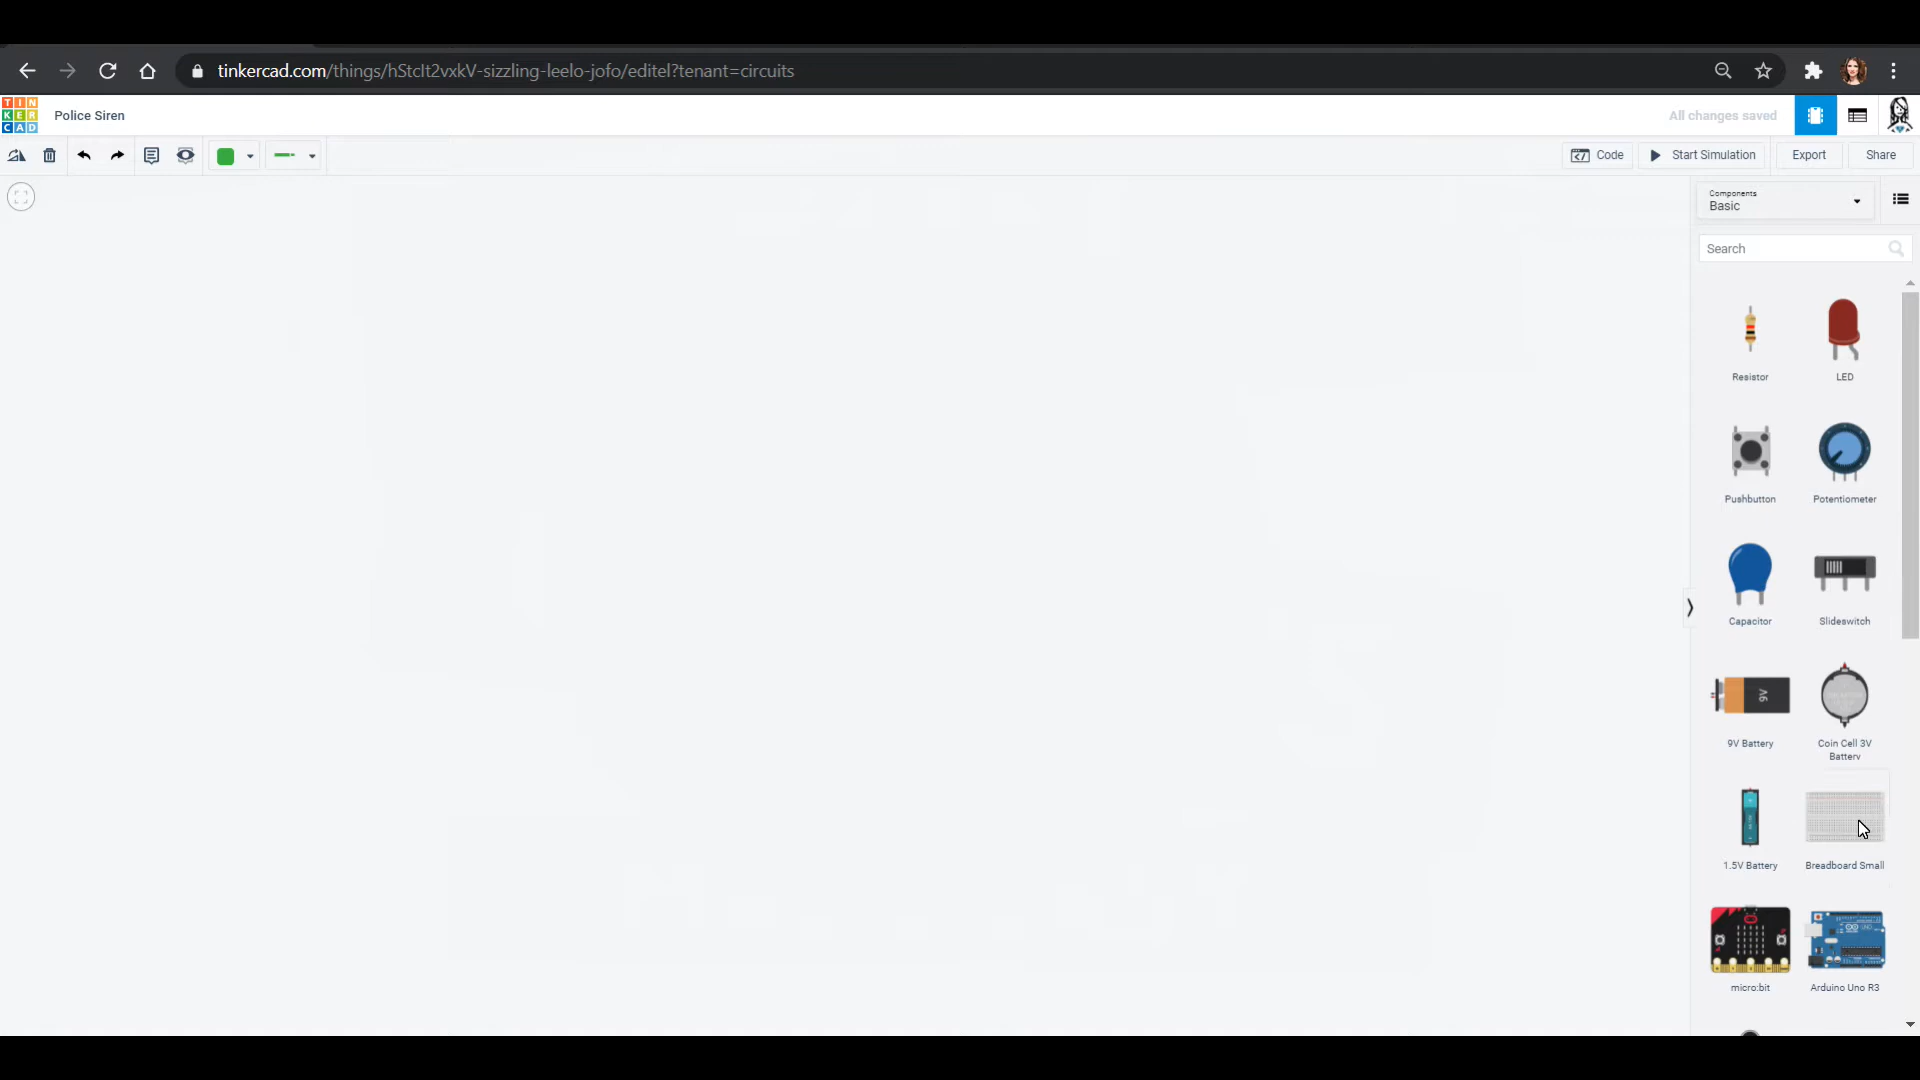 tinkercad.com/things/hStcIt2vxkV-sizzling-leelo-jofo/editel?tenant=circuits
TIN
KER
CAD
Police Siren
All changes saved
Code
Start Simulation
Export
Share
Components
Basic
Search
Resistor
LED
Pushbutton
Potentiometer
Capacitor
Slideswitch
9V
9V Battery
Coin Cell 3V
Battery
1.5V Battery
Breadboard Small
micro:bit
Arduino Uno R3